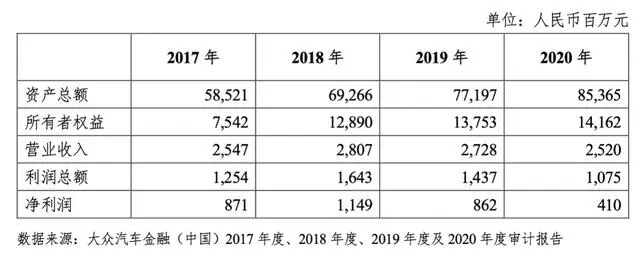 单位：人民币百万元
2017 年 2018 年 2019 年 2020 年
资产总额 58,521 69,266 77,197 85,365
所有者权益 7,542 12,890 13,753 14,162
营业收入 2,547 2,807 2,728 2,520
利润总额 1,254 1,643 1,437 1,075
净利润 871 1,149 862 410
数据来源：大众汽车金融（中国）2017 年度、2018 年度、2019 年度及 2020 年度审计报告